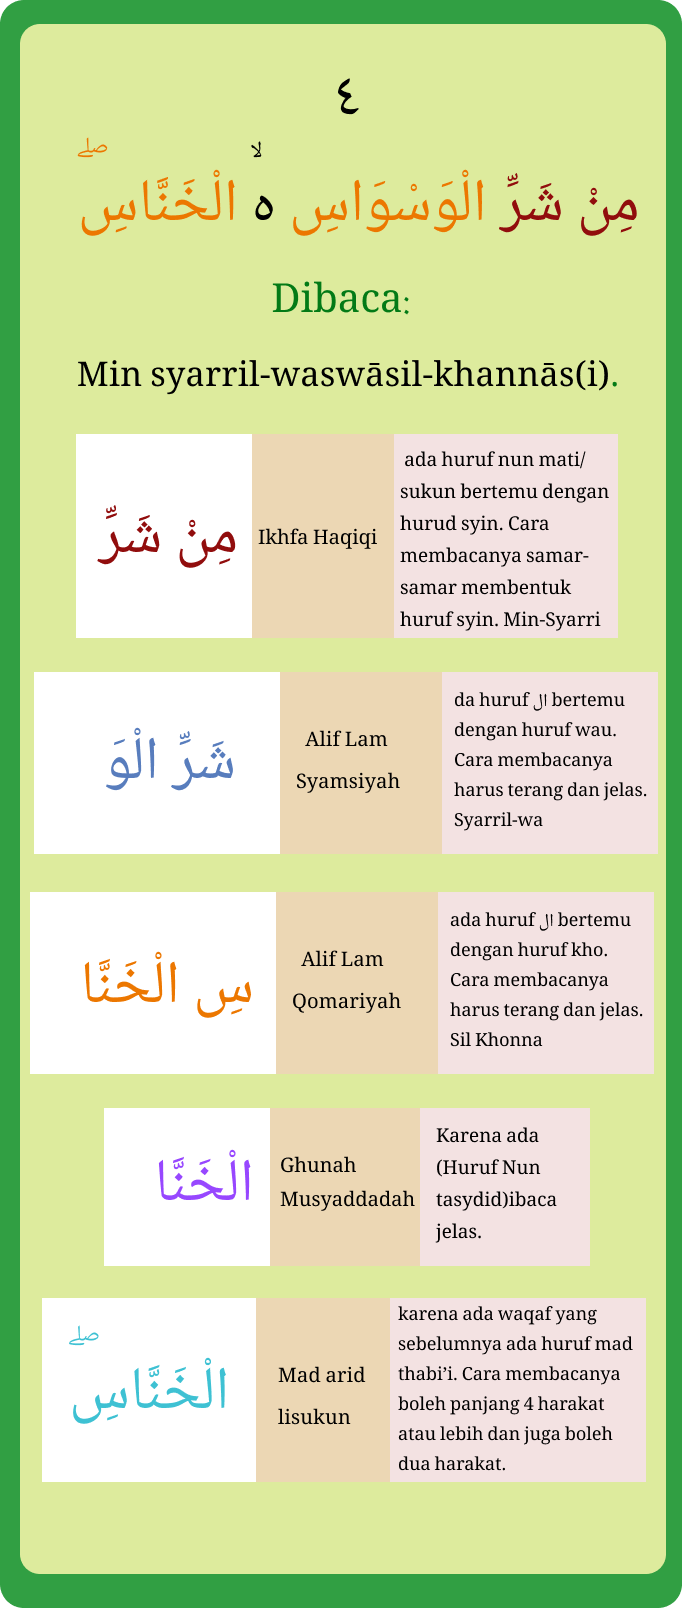 ٤
مِنْ شَرِّ الْوَسْوَاسِ ەۙ الْخَنَّاسِۖ
Dibaca:
Min syarril-waswāsil-khannās(i).
مِنْ شَرِّ
Ikhfa Haqiqi
ada huruf nun mati/
sukun bertemu dengan
hurud syin. Cara
membacanya samar-
samar membentuk
huruf syin. Min-Syarri
شَرِّ الْوَ
Alif Lam
Syamsiyah
da huruf ال bertemu
dengan huruf wau.
Cara membacanya
harus terang dan jelas.
Syarril-wa
سِ الْخَنَّا
Alif Lam
Qomariyah
ada huruf ال bertemu
dengan huruf kho.
Cara membacanya
harus terang dan jelas.
Sil Khonna
الْخَنَّا
Ghunah
Musyaddadah
Karena ada
(Huruf Nun
tasydid)ibaca
jelas.
الْخَنَّاسِۖ
Mad arid
lisukun
karena ada waqaf yang
sebelumnya ada huruf mad
thabi’i. Cara membacanya
boleh panjang 4 harakat
atau lebih dan juga boleh
dua harakat.